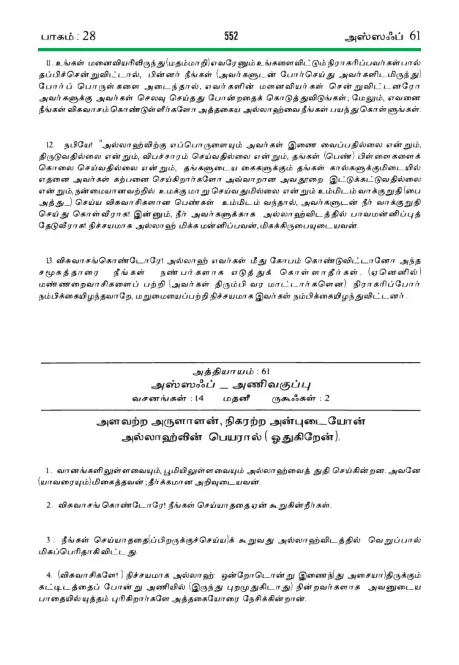 பாகம் : 28 552 அஸ்ஸஃப் 61
11. உங்கள் மனைவியரிலிருந்து(மதம்மாறி)எவரேனும் உங்களைவிட்டும் நிராகரிப்பவர்கள்பால்
தப்பிச்சென்றுவிட்டால், பின்னர் நீங்கள் (அவர்களுடன் போர்செய்து அவர்களிடமிருந்து)
போர்ப் பொருள்களை அடைந்தால், எவர்களின் மனைவியர்கள் சென்றுவிட்டனரோ
அவர்களுக்கு அவர்கள் செலவு செய்தது போன்றதைக் கொடுத்துவிடுங்கள்; மேலும், எவனை
நீங்கள் விசுவாசம் கொண்டுள்ளீர்களோ அத்தகைய அல்லாஹ்வை நீங்கள் பயந்து கொள்ளுங்கள்.
12. நபியே! "அல்லாஹ்விற்கு எப்பொருளையும் அவர்கள் இணை வைப்பதில்லை என்றும்,
திருடுவதில்லை என்றும், விபச்சாரம் செய்வதில்லை என்றும், தங்கள் (பெண்) பிள்ளைகளைக்
கொலை செய்வதில்லை என்றும், தங்களுடைய கைகளுக்கும் தங்கள் கால்களுக்குமிடையில்
எதனை அவர்கள் கற்பனை செய்கிறார்களோ அவ்வாறான அவதூறை இட்டுக்கட்டுவதில்லை
என்றும், நன்மையானவற்றில் உமக்கு மாறு செய்வதுமில்லை என்றும் உம்மிடம் வாக்குறுதி (பை
அத்து_) செய்ய விசுவாசிகளான பெண்கள் உம்மிடம் வந்தால், அவர்களுடன் நீர் வாக்குறுதி
செய்து கொள்வீராக! இன்னும், நீர் அவர்களுக்காக அல்லாஹ்விடத்தில் பாவமன்னிப்புத்
தேடுவீராக! நிச்சயமாக அல்லாஹ் மிக்க மன்னிப்பவன், மிகக்கிருபையுடையவன்.
13. விசுவாசங்கொண்டோரே! அல்லாஹ் எவர்கள் மீது கோபம் கொண்டுவிட்டானோ அந்த
சமூகத்தாரை நீங்கள் நண்பர்களாக எடுத்துக் கொள்ளாதீர்கள். (ஏனெனில்)
மண்ணறைவாசிகளைப் பற்றி (அவர்கள் திரும்பி வர மாட்டார்களென) நிராகரிப்போர்
நம்பிக்கையிழந்தவாறே, மறுமையைப்பற்றி நிச்சயமாக இவர்கள் நம்பிக்கையிழந்துவிட்டனர்.
அத்தியாயம் : 61
அஸ்ஸஃப் _ அணிவகுப்பு
வசனங்கள் : 14 மதனீ ருகூஃகள் : 2
அளவற்ற அருளாளன், நிகரற்ற அன்புடையோன்
அல்லாஹ்வின் பெயரால் ( ஓதுகிறேன்).
1. வானங்களிலுள்ளவையும், பூமியிலுள்ளவையும் அல்லாஹ்வைத் துதி செய்கின்றன. அவனே
(யாவரையும்) மிகைத்தவன் ; தீர்க்கமான அறிவுடையவன்.
2. விசுவாசங் கொண்டோரே! நீங்கள் செய்யாததை ஏன் கூறுகின்றீர்கள்.
3. நீங்கள் செய்யாததை(ப்பிறருக்குச்செய்ய)க் கூறுவது அல்லாஹ்விடத்தில் வெறுப்பால்
மிகப்பெரிதாகிவிட்டது.
4. (விசுவாசிகளே!) நிச்சயமாக அல்லாஹ் ஒன்றோடொன்று இணைந்(து அசையா)திருக்கும்
கட்டிடத்தைப் போன்று அணியில் (இருந்து புறமுதுகிடாது) நின்றவர்களாக அவனுடைய
பாதையில் யுத்தம் புரிகிறார்களே அத்தகையோரை நேசிக்கின்றான்.